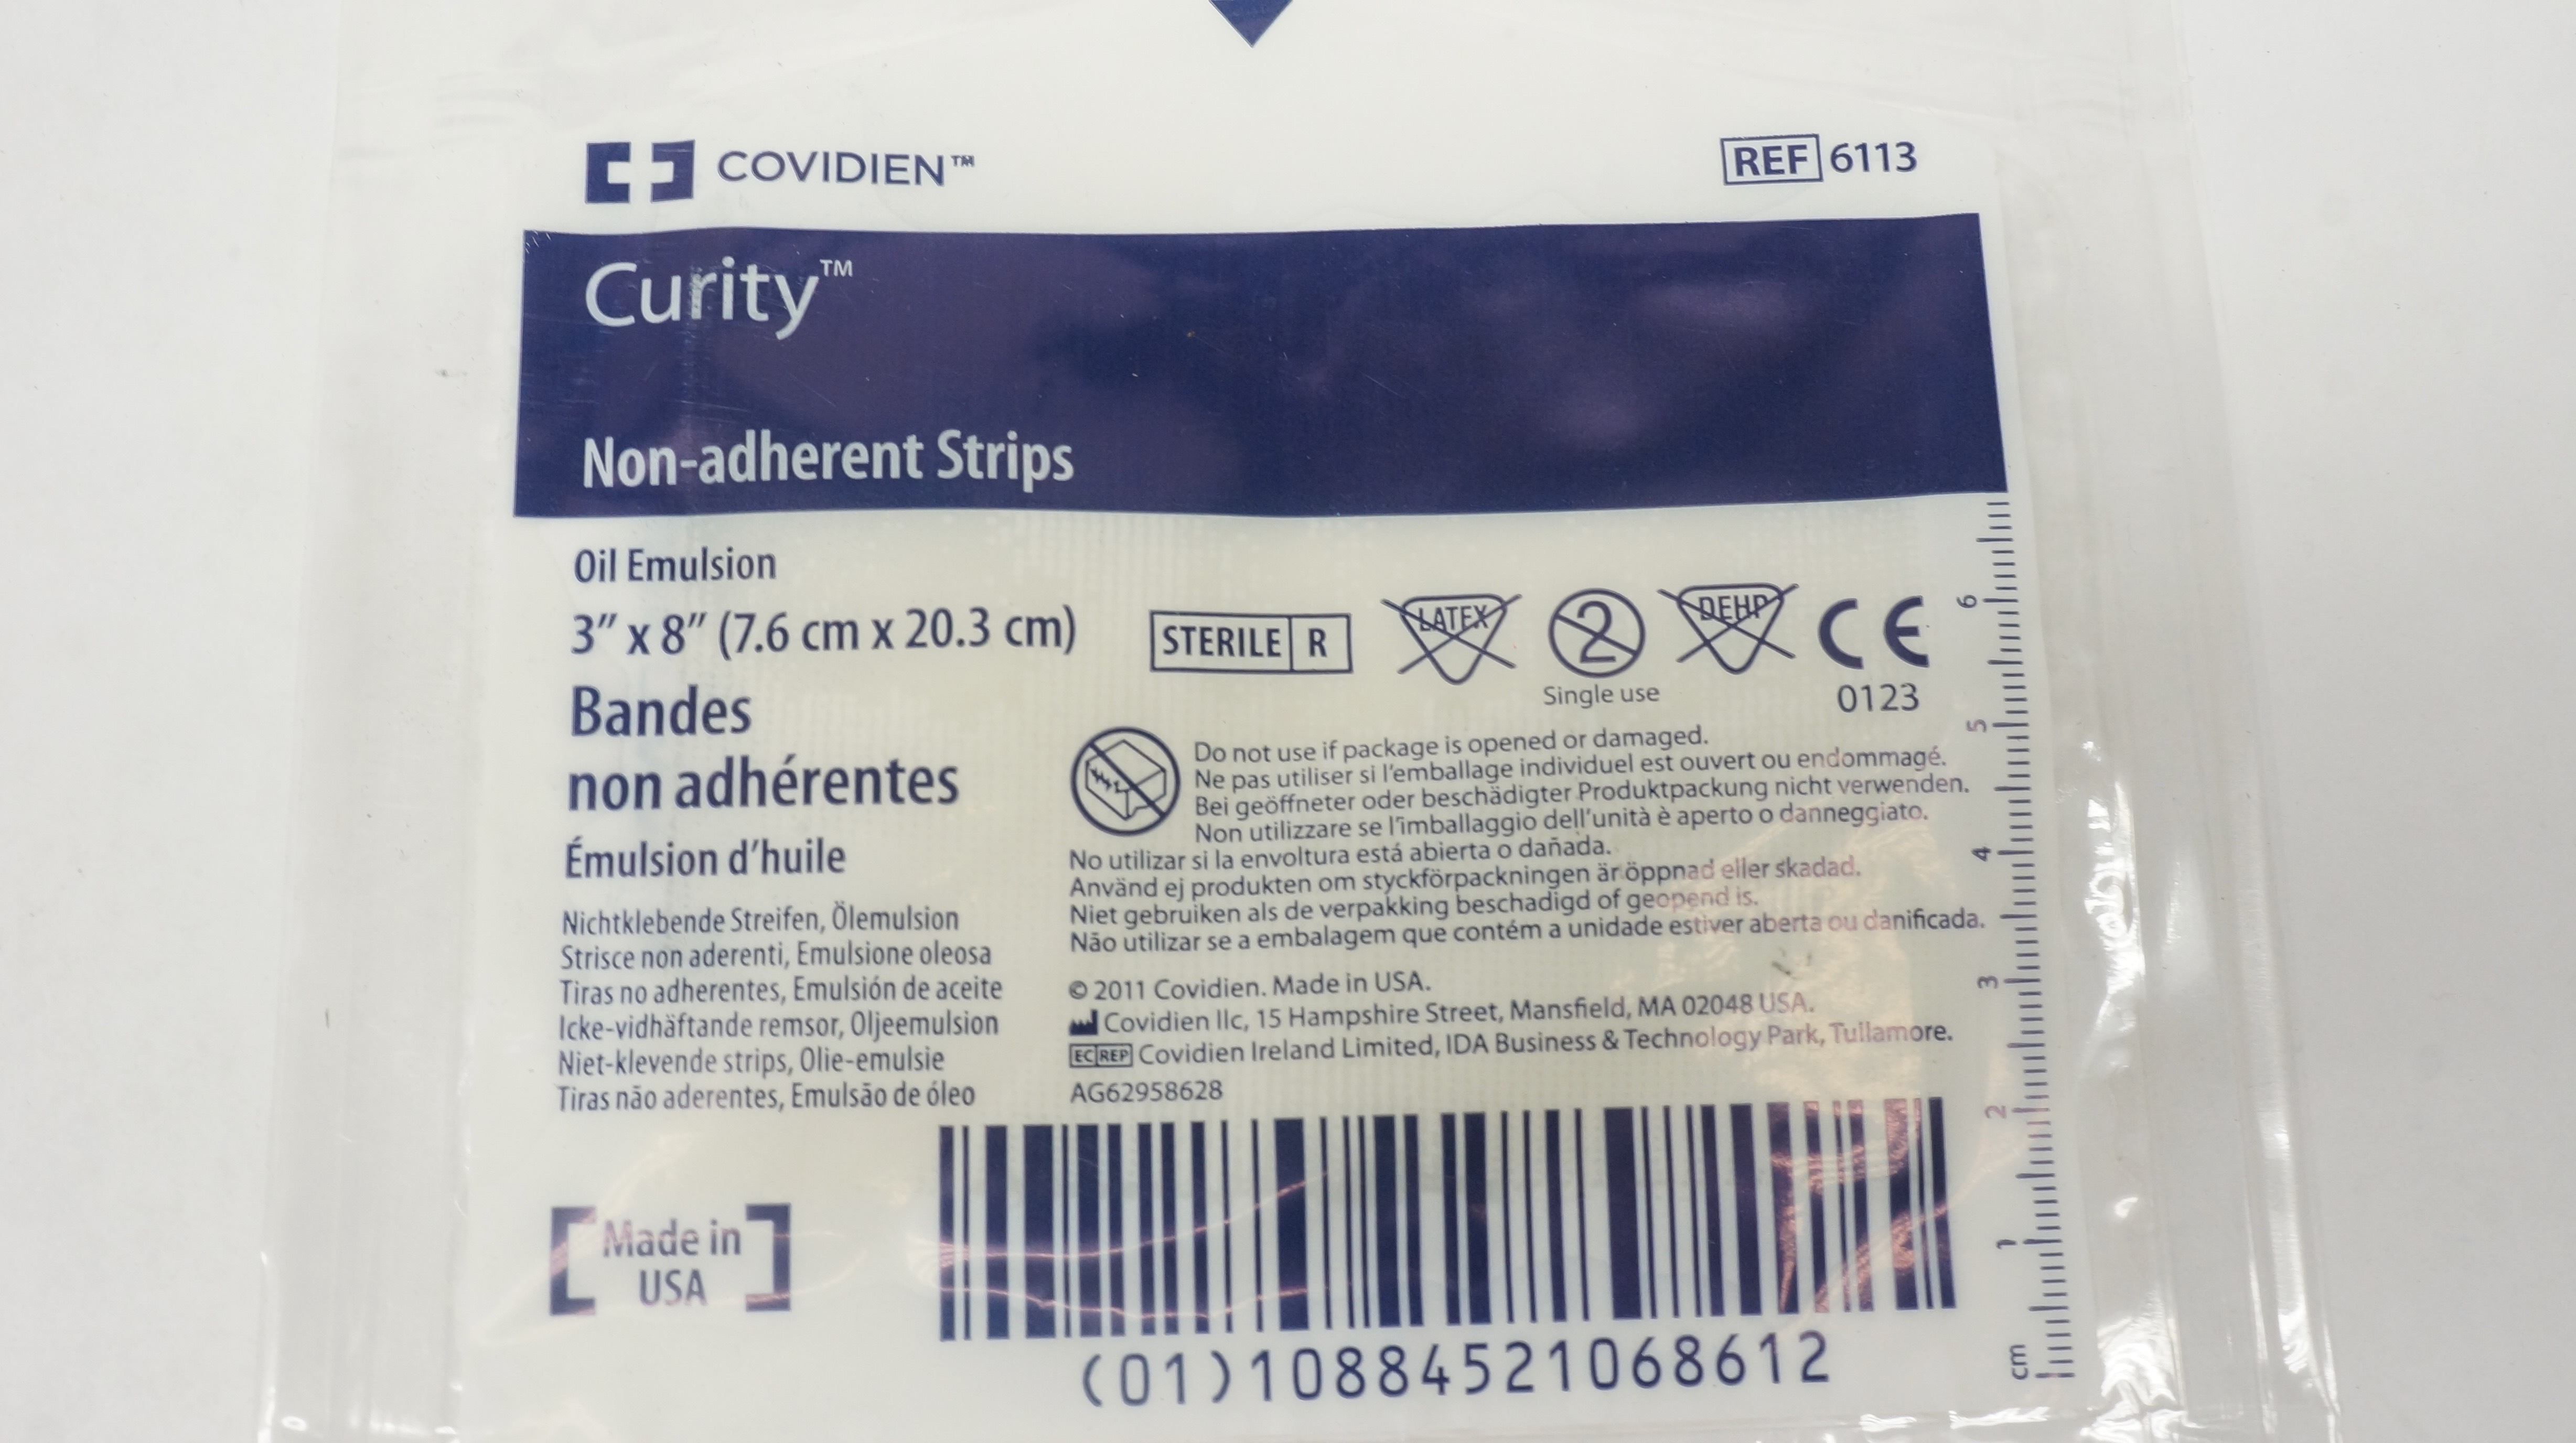 COVIDIEN™
REF 6113
Curity™
Non-adherent Strips
Oil Emulsion
3” x 8” (7.6 cm x 20.3 cm)
Bandes
non adhérentes
Émulsion d’huile
Nichtklebende Streifen, Ölemulsion
Strisce non aderenti, Emulsione oleosa
Tiras no adherentes, Emulsión de aceite
Icke-vidhäftande remsor, Oljeemulsion
Niet-klevende strips, Olie-emulsie
Tiras não aderentes, Emulsão de óleo
Made in
USA
STERILE R
LATEX
2
Single use
DEHP
CE
0123
Do not use if package is opened or damaged.
Ne pas utiliser si l’emballage individuel est ouvert ou endommagé.
Bei geöffneter oder beschädigter Produktpackung nicht verwenden.
Non utilizzare se l’imballaggio dell’unità è aperto o danneggiato.
No utilizar si la envoltura está abierta o dañada.
Använd ej produkten om styckförpackningen är öppnad eller skadad.
Niet gebruiken als de verpakking beschadigd of geopend is.
Não utilizar se a embalagem que contém a unidade estiver aberta ou danificada.
© 2011 Covidien. Made in USA.
Covidien llc, 15 Hampshire Street, Mansfield, MA 02048 USA.
EC REP Covidien Ireland Limited, IDA Business & Technology Park, Tullamore.
AG62958628
(01)10884521068612
cm 1 2 3 4 5 6